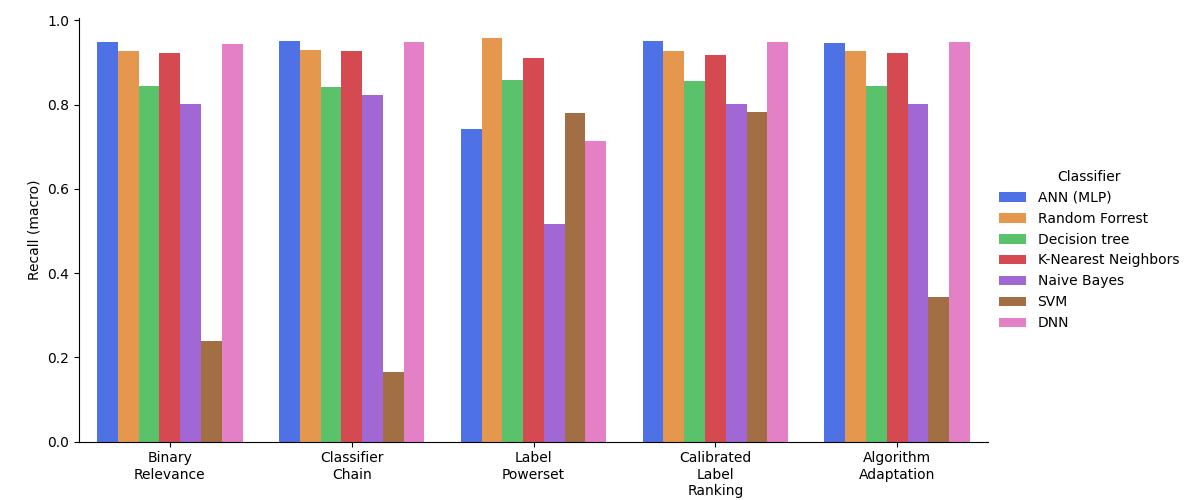 1.0
0.8
0.6
0.4
0.2
0.0
Recall (macro)
Binary
Relevance
Classifier
Chain
Label
Powerset
Calibrated
Label
Ranking
Algorithm
Adaptation
Classifier
ANN (MLP)
Random Forrest
Decision tree
K-Nearest Neighbors
Naive Bayes
SVM
DNN